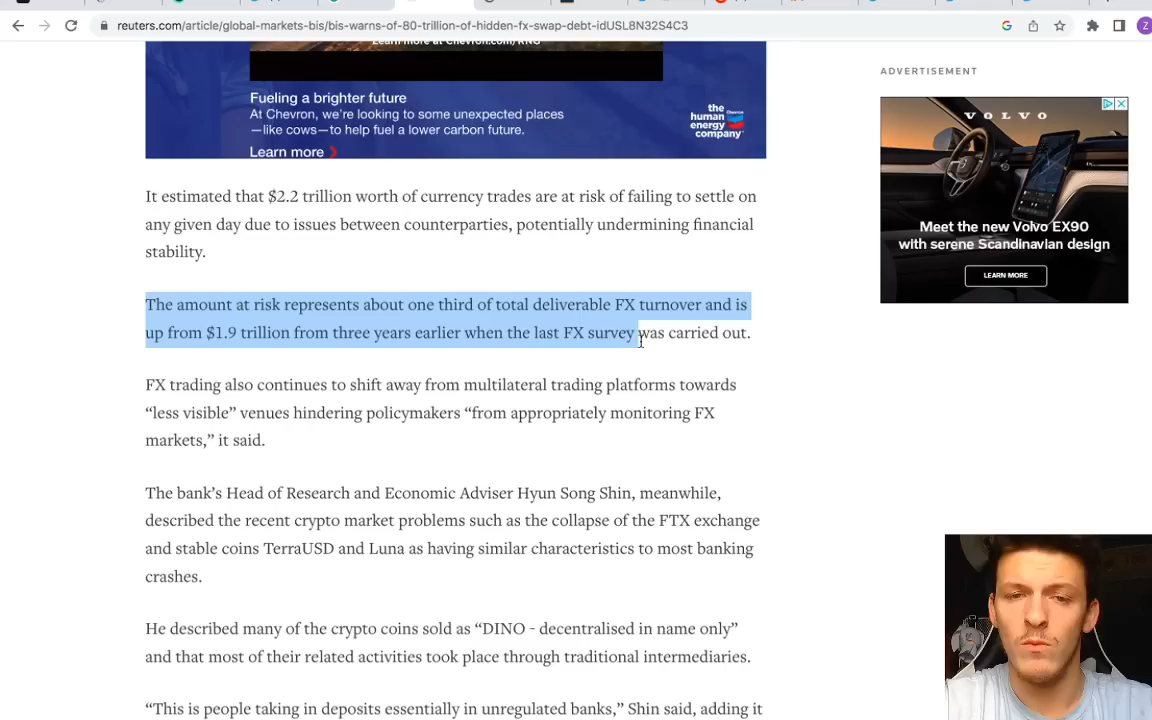 reuters.com/article/global-markets-bis/bis-warns-of-80-trillion-of-hidden-fx-swap-debt-idUSL8N32S4C3
Learn more at Chevron.com/RNG
Fueling a brighter future
At Chevron, we're looking to some unexpected places
—like cows—to help fuel a lower carbon future.
Learn more
Chevron
the
human
energy
company™
ADVERTISEMENT
VOLVO
Meet the new Volvo EX90
with serene Scandinavian design
LEARN MORE
It estimated that $2.2 trillion worth of currency trades are at risk of failing to settle on
any given day due to issues between counterparties, potentially undermining financial
stability.
The amount at risk represents about one third of total deliverable FX turnover and is
up from $1.9 trillion from three years earlier when the last FX survey was carried out.
FX trading also continues to shift away from multilateral trading platforms towards
“less visible” venues hindering policymakers “from appropriately monitoring FX
markets,” it said.
The bank’s Head of Research and Economic Adviser Hyun Song Shin, meanwhile,
described the recent crypto market problems such as the collapse of the FTX exchange
and stable coins TerraUSD and Luna as having similar characteristics to most banking
crashes.
He described many of the crypto coins sold as “DINO - decentralised in name only”
and that most of their related activities took place through traditional intermediaries.
“This is people taking in deposits essentially in unregulated banks,” Shin said, adding it